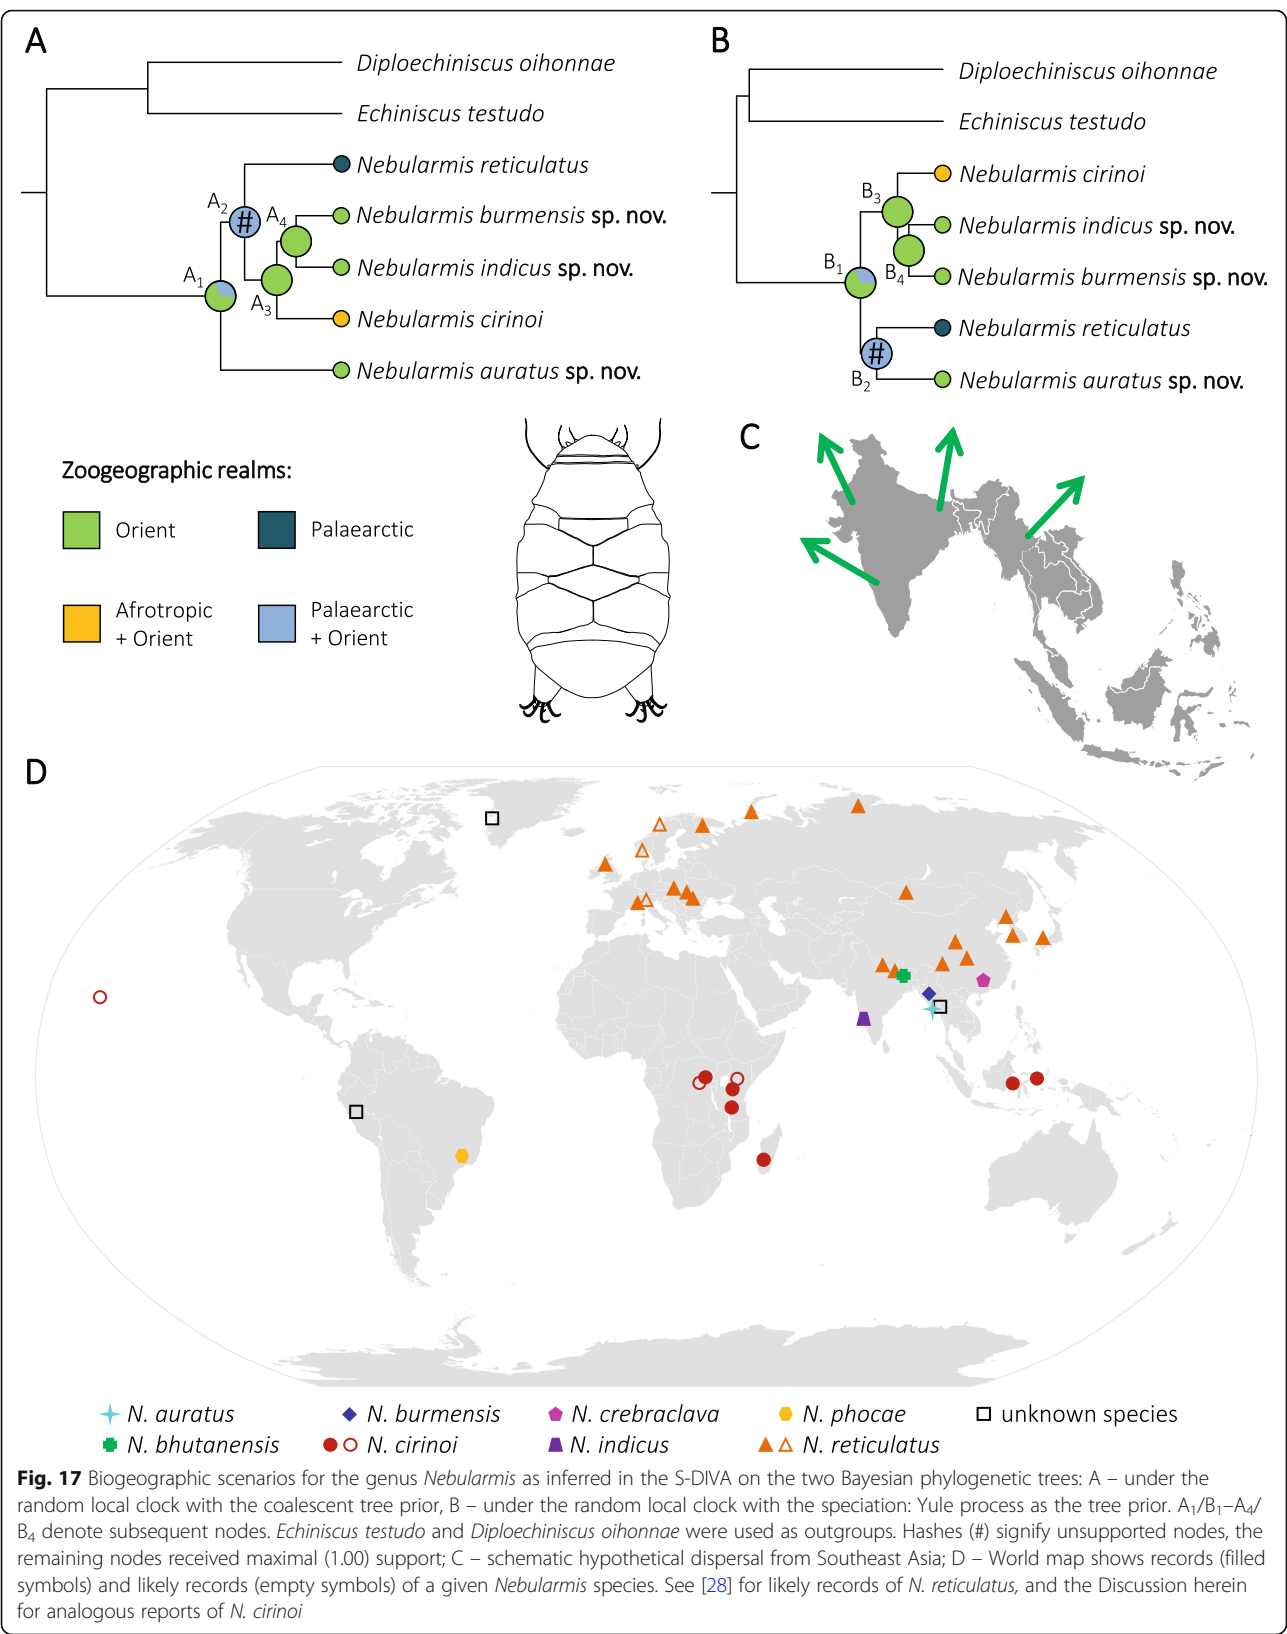 A
Diploechiniscus oihonnae
Echiniscus testudo
Nebularmis reticulatus
A2
#
A4
Nebularmis burmensis sp. nov.
Nebularmis indicus sp. nov.
A1
A3
Nebularmis cirinoi
Nebularmis auratus sp. nov.
B
Diploechiniscus oihonnae
Echiniscus testudo
Nebularmis cirinoi
B3
Nebularmis indicus sp. nov.
B1
B4
Nebularmis burmensis sp. nov.
Nebularmis reticulatus
#
B2
Nebularmis auratus sp. nov.
Zoogeographic realms:
Orient
Palaearctic
Afrotropic
+ Orient
Palaearctic
+ Orient
C
D
N. auratus
N. burmensis
N. crebraclava
N. phocae
unknown species
N. bhutanensis
N. cirinoi
N. indicus
N. reticulatus
Fig. 17 Biogeographic scenarios for the genus Nebularmis as inferred in the S-DIVA on the two Bayesian phylogenetic trees: A – under the
random local clock with the coalescent tree prior, B – under the random local clock with the speciation: Yule process as the tree prior. A1/B1–A4/
B4 denote subsequent nodes. Echiniscus testudo and Diploechiniscus oihonnae were used as outgroups. Hashes (#) signify unsupported nodes, the
remaining nodes received maximal (1.00) support; C – schematic hypothetical dispersal from Southeast Asia; D – World map shows records (filled
symbols) and likely records (empty symbols) of a given Nebularmis species. See [28] for likely records of N. reticulatus, and the Discussion herein
for analogous reports of N. cirinoi